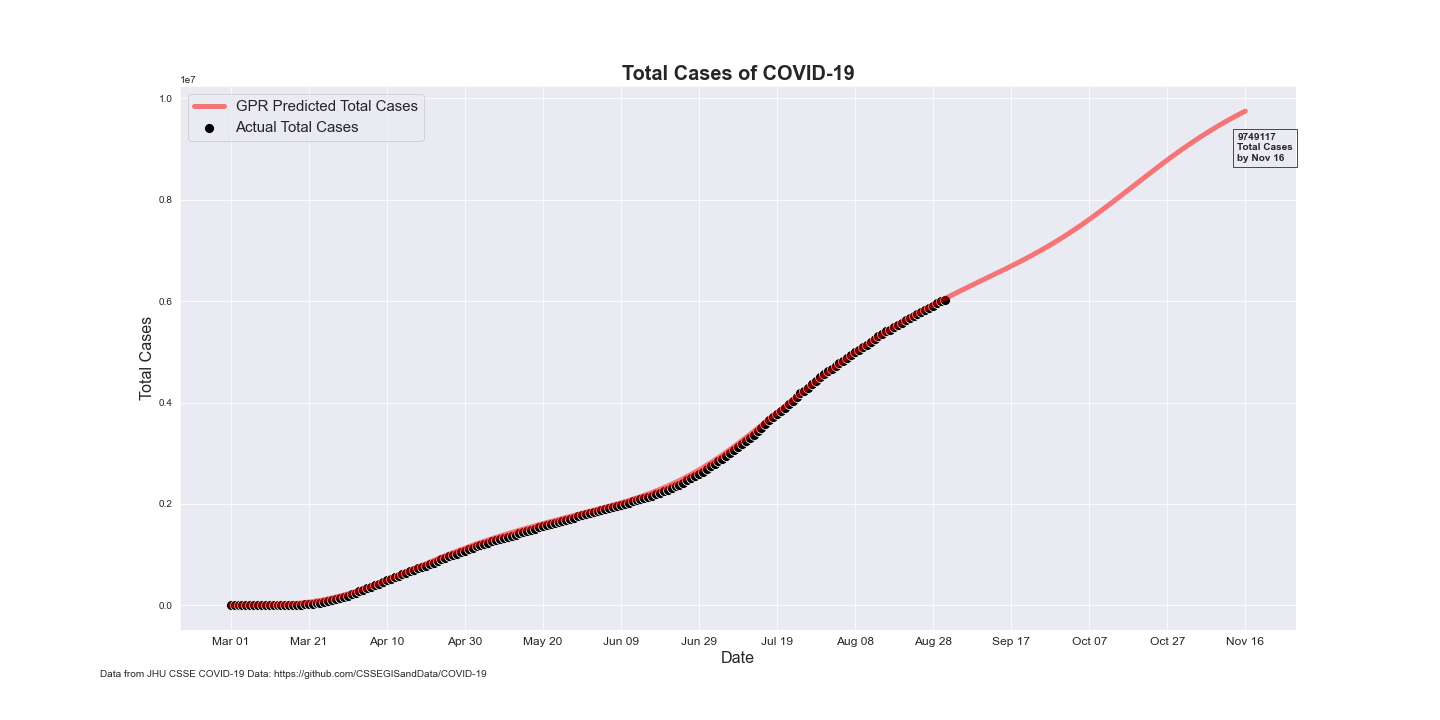 Total Cases of COVID-19
1e7
GPR Predicted Total Cases
Actual Total Cases
1.0
0.8
0.6
0.4
0.2
0.0
Total Cases
9749117
Total Cases
by Nov 16
Mar 01 Mar 21 Apr 10 Apr 30 May 20 Jun 09 Jun 29 Jul 19 Aug 08 Aug 28 Sep 17 Oct 07 Oct 27 Nov 16
Date
Data from JHU CSSE COVID-19 Data: https://github.com/CSSEGISandData/COVID-19